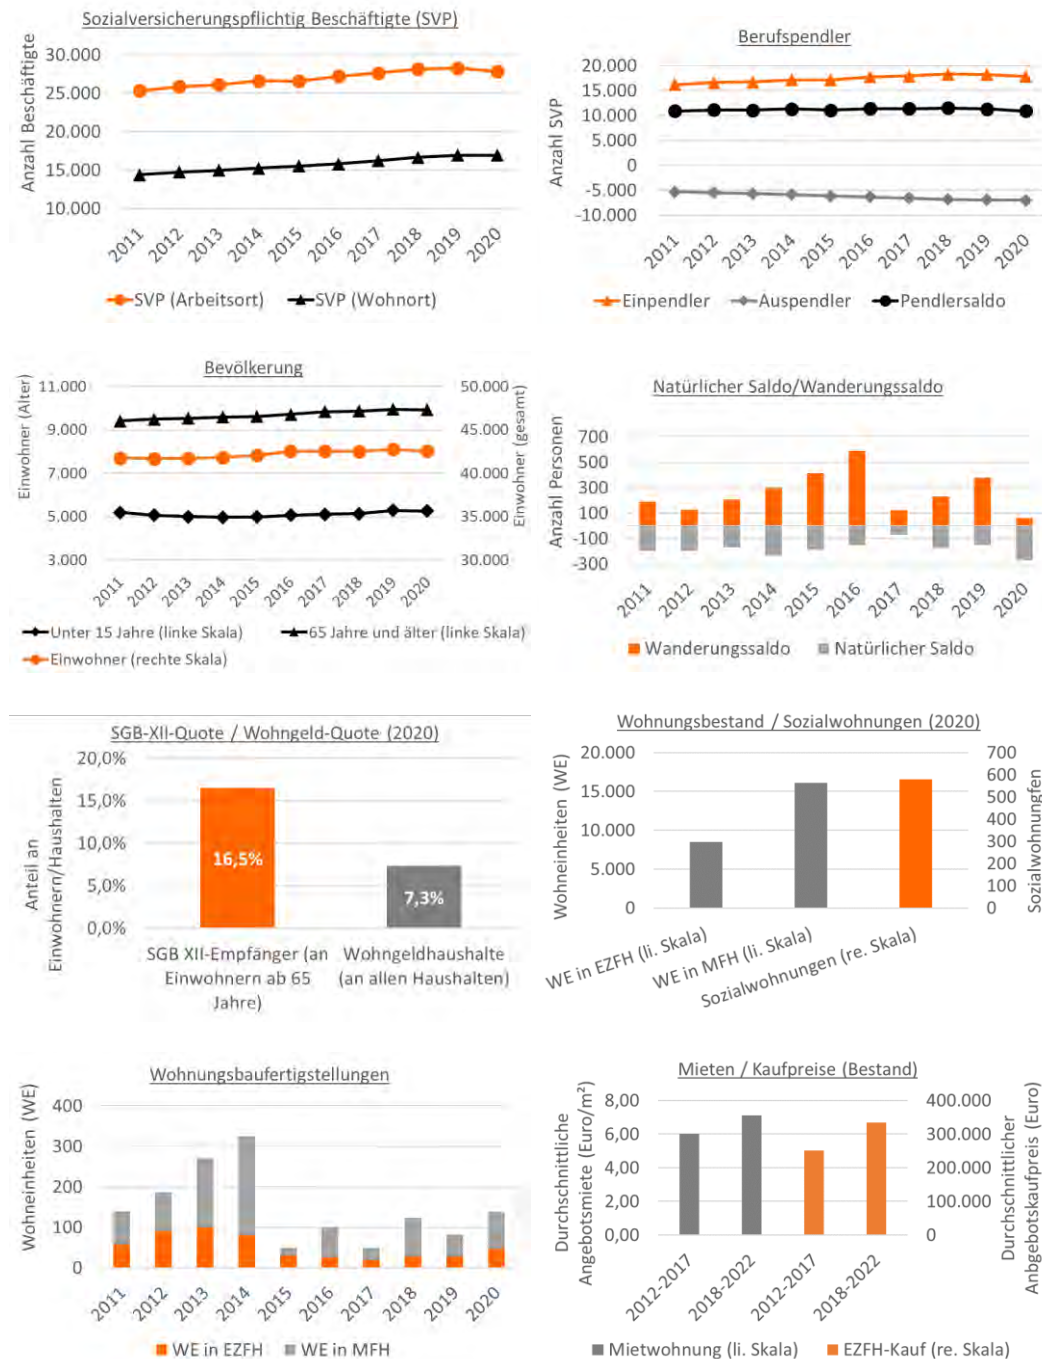 Sozialversicherungspflichtig Beschäftigte (SVP)
Anzahl Beschäftigte
30.000
25.000
20.000
15.000
10.000
2011 2012 2013 2014 2015 2016 2017 2018 2019 2020
SVP (Arbeitsort) SVP (Wohnort)
Berufspendler
Anzahl SVP
20.000
15.000
10.000
5.000
0
-5.000
-10.000
2011 2012 2013 2014 2015 2016 2017 2018 2019 2020
Einpendler Auspendler Pendlersaldo
Bevölkerung
Einwohner (Alter)
11.000
9.000
7.000
5.000
3.000
50.000
45.000
40.000
35.000
30.000
Einwohner (gesamt)
2011 2012 2013 2014 2015 2016 2017 2018 2019 2020
Unter 15 Jahre (linke Skala) 65 Jahre und älter (linke Skala)
Einwohner (rechte Skala)
Natürlicher Saldo/Wanderungssaldo
Anzahl Personen
700
500
300
100
-100
-300
2011 2012 2013 2014 2015 2016 2017 2018 2019 2020
Wanderungssaldo Natürlicher Saldo
SGB-XII-Quote / Wohngeld-Quote (2020)
Anteil an
Einwohnern/Haushalten
20,0%
15,0%
10,0%
5,0%
0,0%
16,5%
7,3%
SGB XII-Empfänger (an
Einwohnern ab 65
Jahre)
Wohngeldhaushalte
(an allen Haushalten)
Wohnungsbestand / Sozialwohnungen (2020)
Wohneinheiten (WE)
20.000
15.000
10.000
5.000
0
700
600
500
400
300
200
100
0
Sozialwohnungfen
WE in EZFH (li. Skala)
WE in MFH (li. Skala)
Sozialwohnungen (re. Skala)
Wohnungsbaufertigstellungen
Wohneinheiten (WE)
400
300
200
100
0
2011 2012 2013 2014 2015 2016 2017 2018 2019 2020
WE in EZFH WE in MFH
Mieten / Kaufpreise (Bestand)
Durchschnittliche
Angebotsmiete (Euro/m²)
8,00
6,00
4,00
2,00
0,00
400.000
300.000
200.000
100.000
0
Durchschnittlicher
Anbgebotskaufpreis (Euro)
2012-2017 2018-2022 2012-2017 2018-2022
Mietwohnung (li. Skala) EZFH-Kauf (re. Skala)